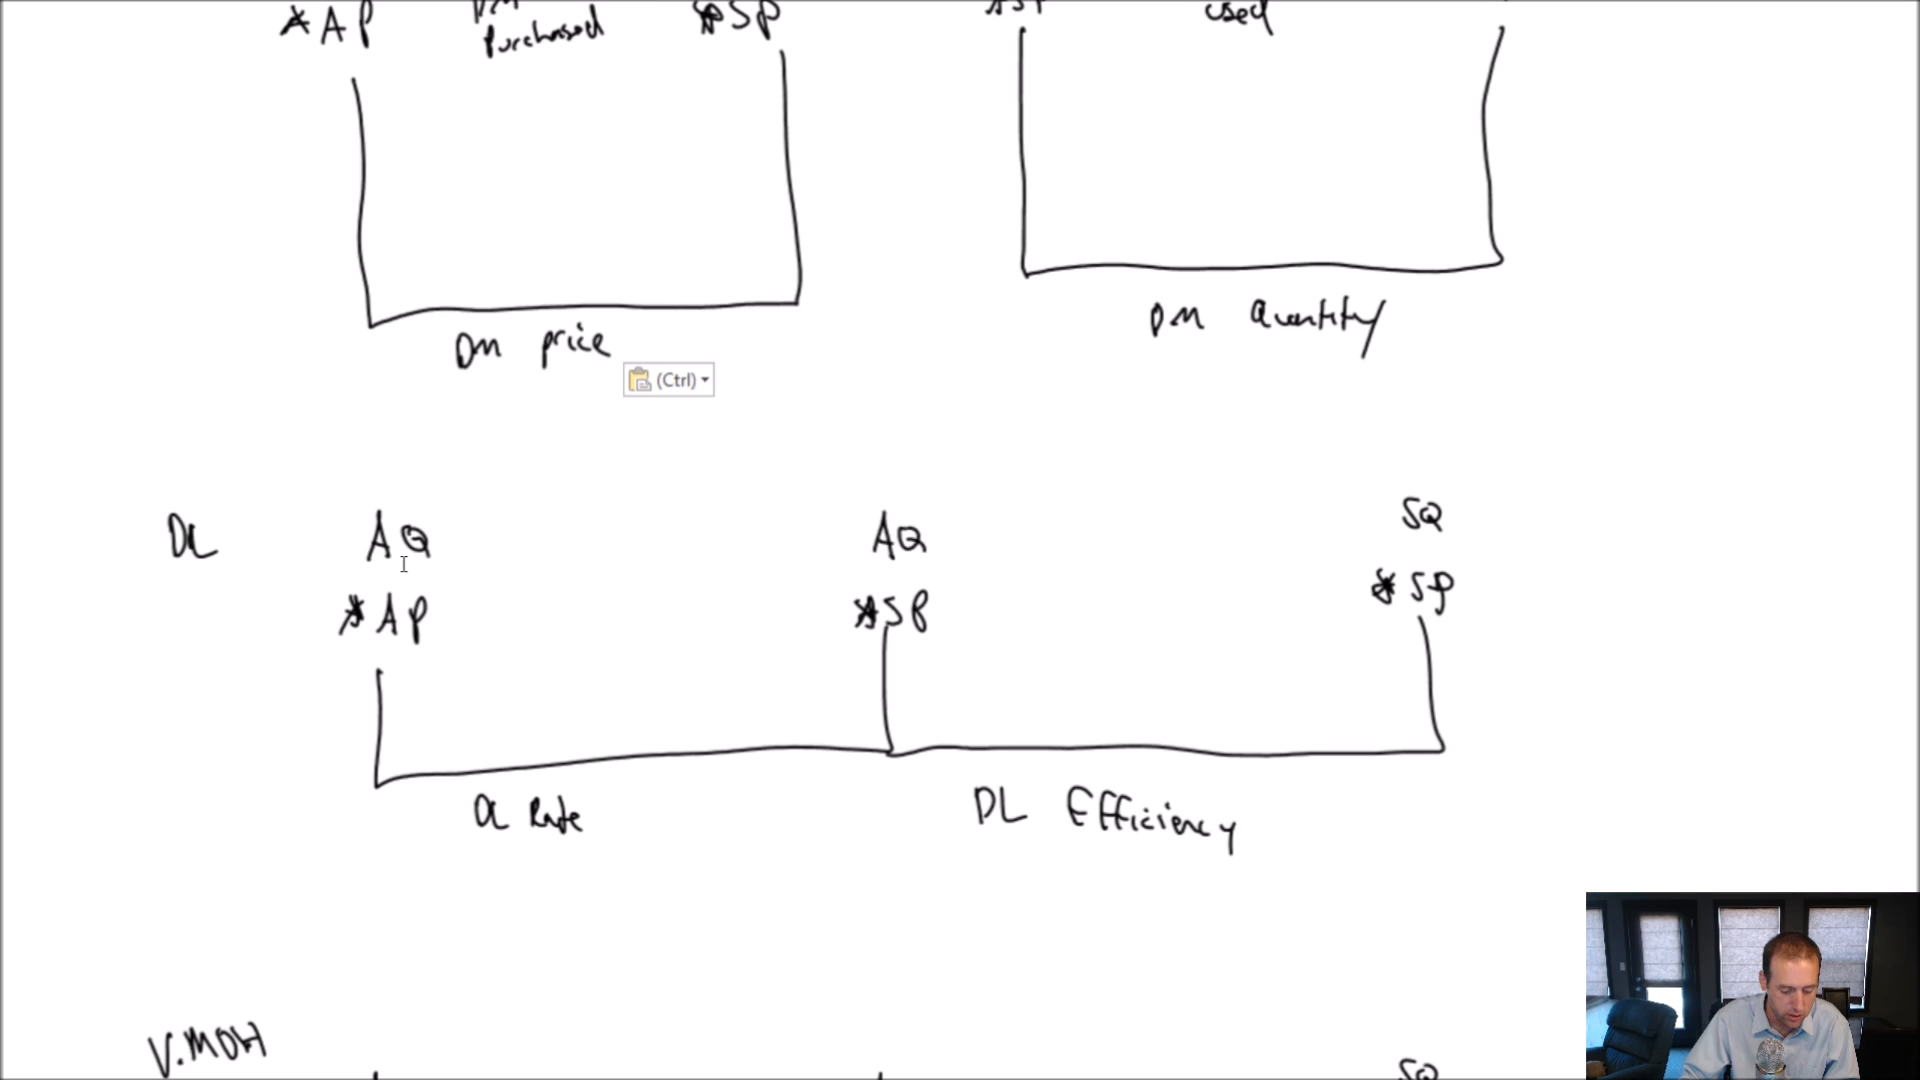 *AP
Purchased
*SP
used
DM price
(Ctrl)
DM Quantity
DL
AQ
*AP
AQ
*SP
SQ
*SP
DL Rate
DL Efficiency
V.MOH
SQ